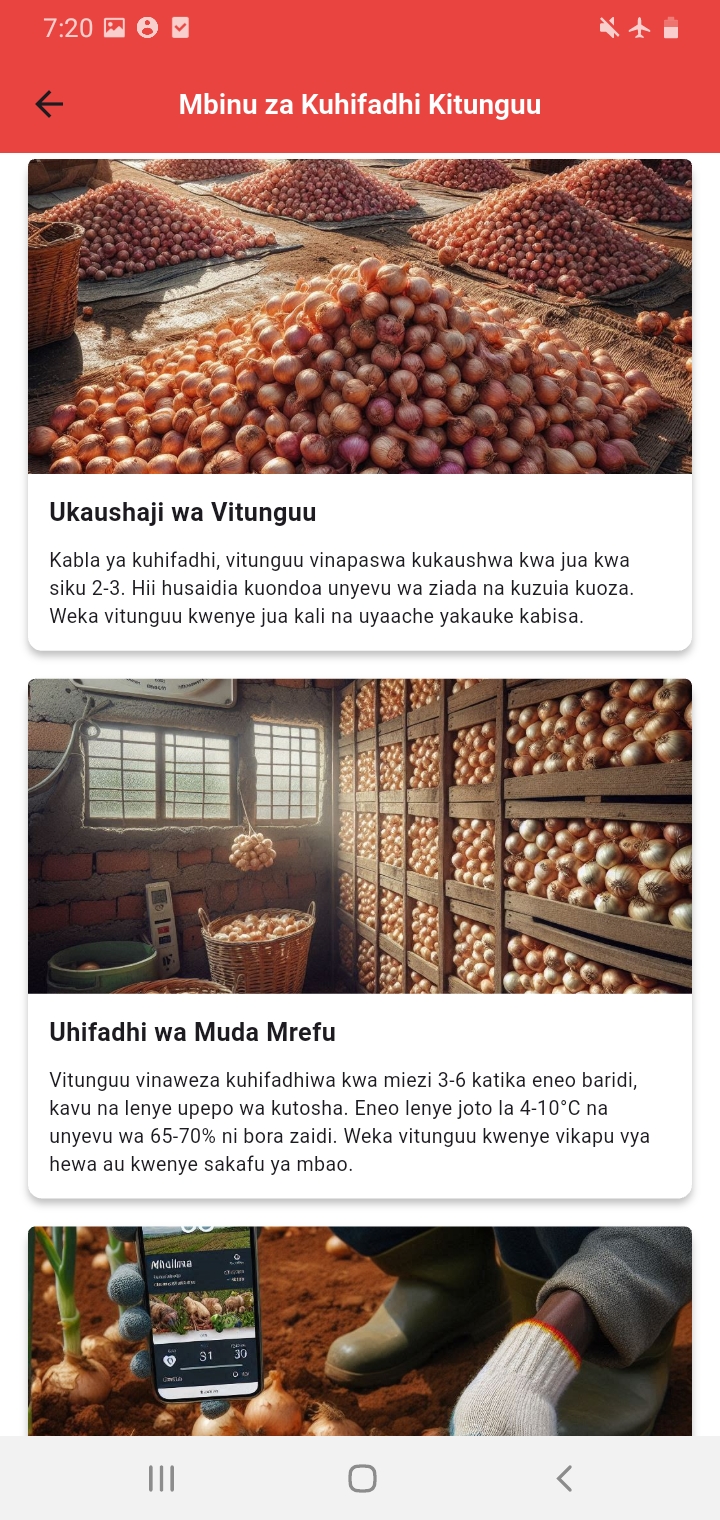 7:20
Mbinu za Kuhifadhi Kitunguu
Ukaushaji wa Vitunguu
Kabla ya kuhifadhi, vitunguu vinapaswa kukaushwa kwa jua kwa
siku 2-3. Hii husaidia kuondoa unyevu wa ziada na kuzuia kuoza.
Weka vitunguu kwenye jua kali na uyaache yakauke kabisa.
Uhifadhi wa Muda Mrefu
Vitunguu vinaweza kuhifadhiwa kwa miezi 3-6 katika eneo baridi,
kavu na lenye upepo wa kutosha. Eneo lenye joto la 4-10°C na
unyevu wa 65-70% ni bora zaidi. Weka vitunguu kwenye vikapu vya
hewa au kwenye sakafu ya mbao.
31 30